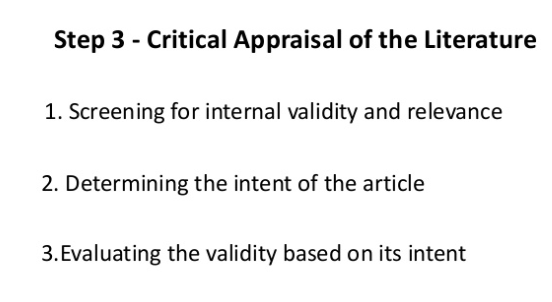 Step 3 - Critical Appraisal of the Literature
1. Screening for internal validity and relevance
2. Determining the intent of the article
3.Evaluating the validity based on its intent